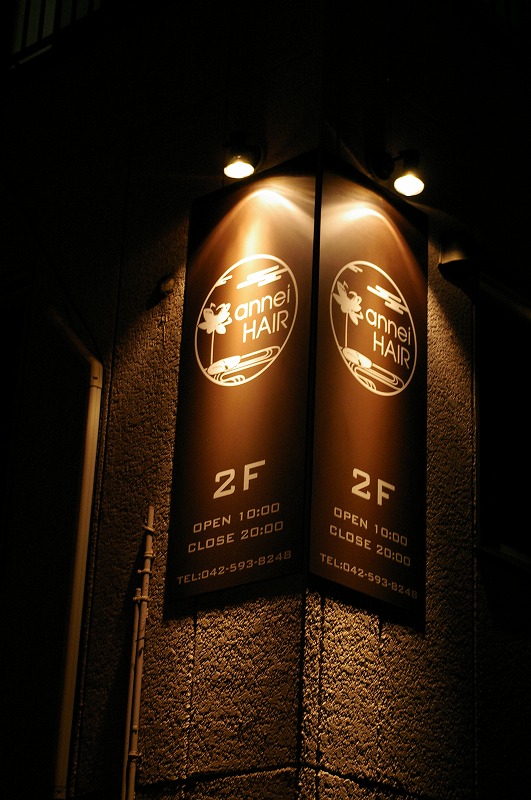 annei
HAIR
2F
OPEN 10:00
CLOSE 20:00
TEL:042-593-8248
annei
HAIR
2F
OPEN 10:00
CLOSE 20:00
TEL:042-593-8248